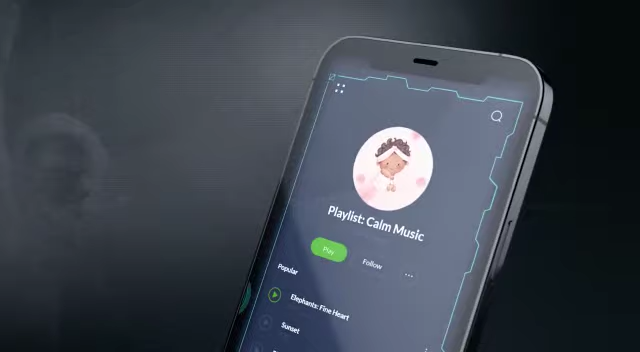 Playlist: Calm Music
Play
Follow
Popular
Elephants: Fine Heart
Sunset